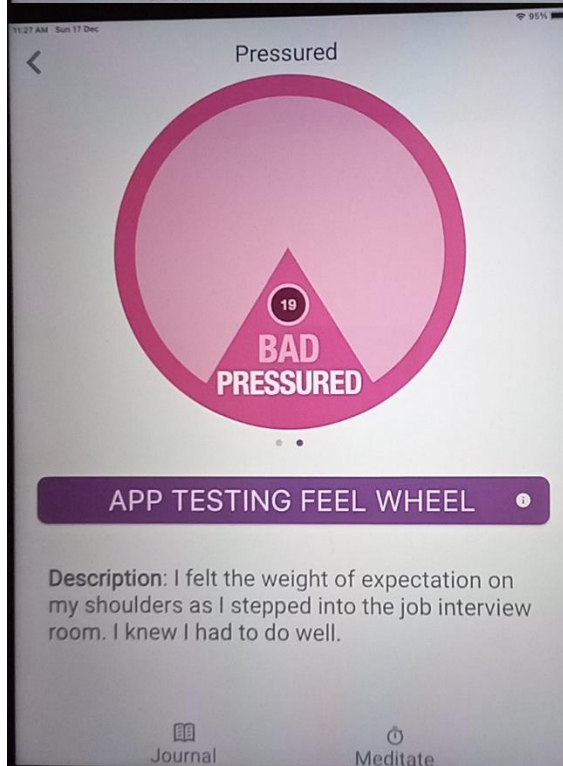 11:27 AM Sun 17 Dec
95%
Pressured
19
BAD
PRESSURED
APP TESTING FEEL WHEEL
Description: I felt the weight of expectation on
my shoulders as I stepped into the job interview
room. I knew I had to do well.
Journal
Meditate